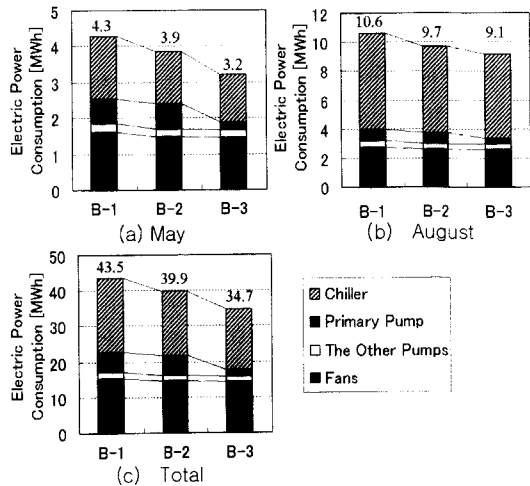 Electric Power
Consumption [MWh]
5
4
3
2
1
0
4.3
3.9
3.2
B-1
B-2
B-3
(a) May
Electric Power
Consumption [MWh]
12
10
8
6
4
2
0
10.6
9.7
9.1
B-1
B-2
B-3
(b) August
Electric Power
Consumption [MWh]
50
40
30
20
10
0
43.5
39.9
34.7
B-1
B-2
B-3
(c) Total
Chiller
Primary Pump
The Other Pumps
Fans